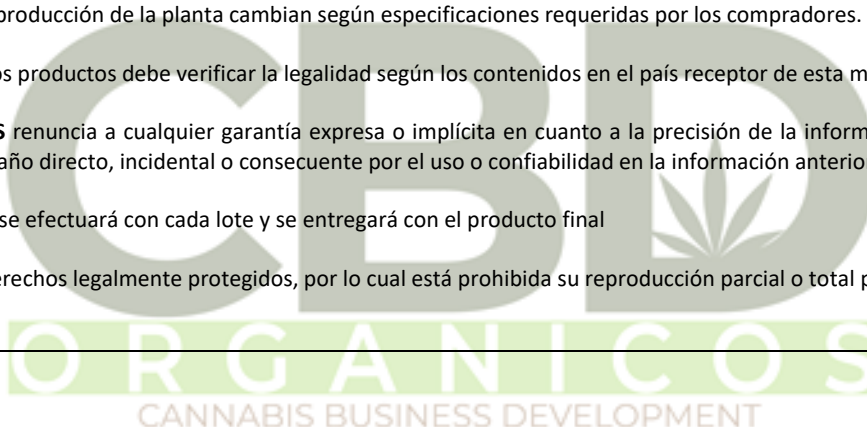 producción de la planta cambian según especificaciones requeridas por los compradores.
os productos debe verificar la legalidad según los contenidos en el país receptor de esta m
S renuncia a cualquier garantía expresa o implícita en cuanto a la precisión de la inform
año directo, incidental o consecuente por el uso o confiabilidad en la información anterio
se efectuará con cada lote y se entregará con el producto final
erechos legalmente protegidos, por lo cual está prohibida su reproducción parcial o total p
CBD
ORGANICOS
CANNABIS BUSINESS DEVELOPMENT